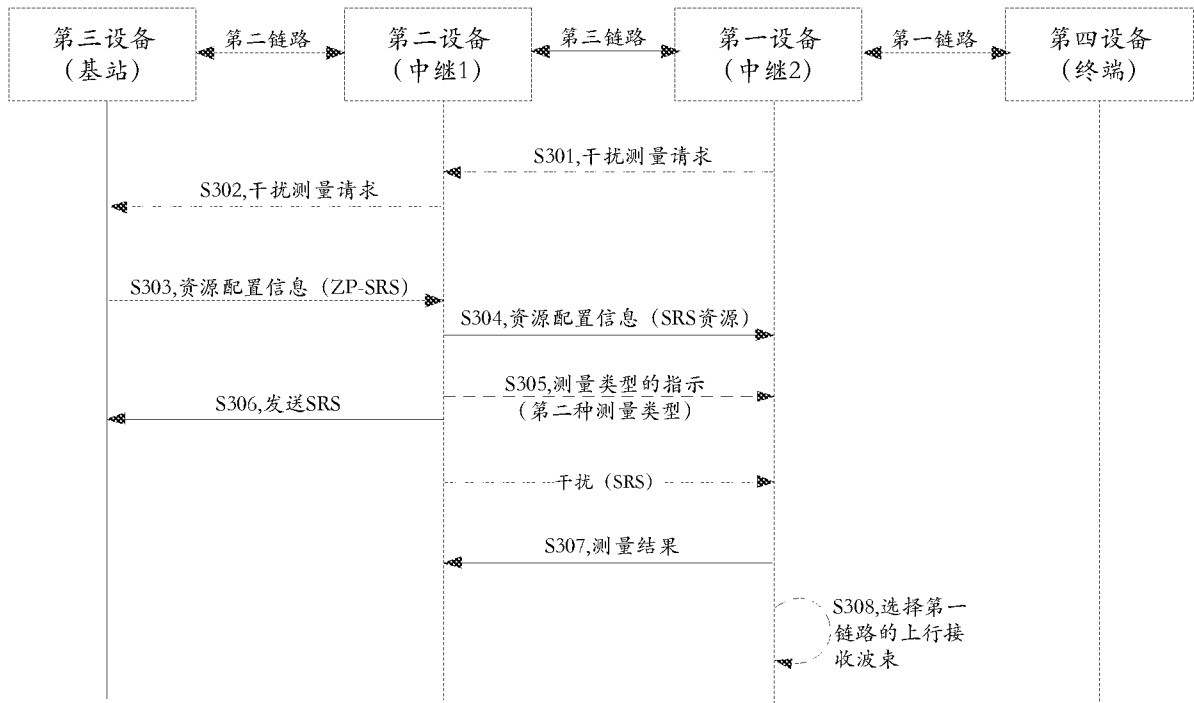 第三设备
（基站）
第二链路
第二设备
（中继1）
第三链路
第一设备
（中继2）
第一链路
第四设备
（终端）
S301,干扰测量请求
S302,干扰测量请求
S303,资源配置信息（ZP-SRS）
S304,资源配置信息（SRS资源）
S305,测量类型的指示
（第二种测量类型）
S306,发送SRS
干扰（SRS）
S307,测量结果
S308,选择第一
链路的上行接
收波束